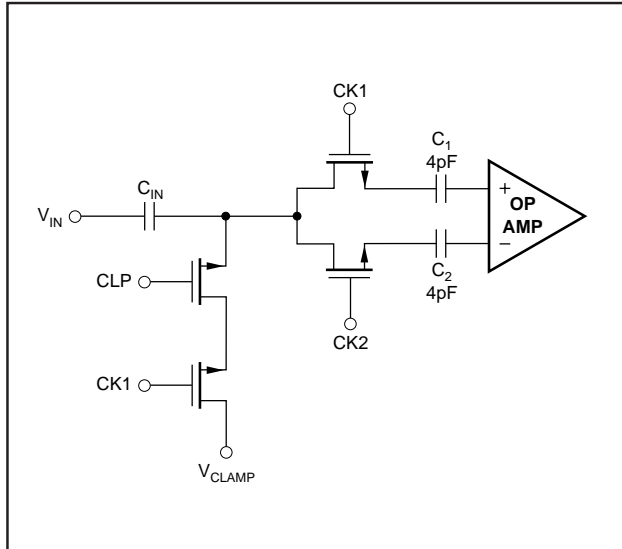 CK1
C1
4pF
CIN
VIN
+
OP
AMP
−
CLP
C2
4pF
CK2
CK1
VCLAMP